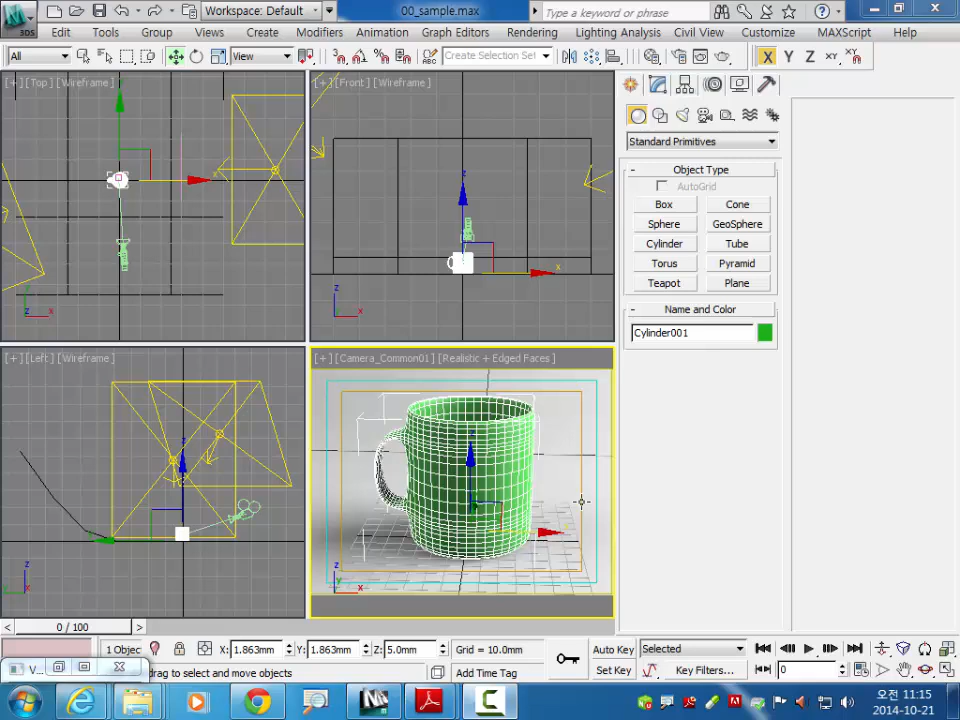 Workspace: Default
00_sample.max
Type a keyword or phrase
3DS
Edit Tools Group Views Create Modifiers Animation Graph Editors Rendering Lighting Analysis Civil View Customize MAXScript Help
All View Create Selection Se X Y Z XY XY
[+] [Top] [Wireframe]
[+] [Front] [Wireframe]
Standard Primitives
- Object Type
AutoGrid
Box Cone
Sphere GeoSphere
Cylinder Tube
Torus Pyramid
Teapot Plane
- Name and Color
Cylinder001
[+] [Left] [Wireframe]
[+] [Camera_Common01] [Realistic + Edged Faces]
< 0 / 100 >
1 Objec X: 1.863mm Y: 1.863mm Z: 5.0mm Grid = 10.0mm Auto Key Selected
V... drag to select and move objects Add Time Tag Set Key Key Filters... 0
오전 11:15
2014-10-21